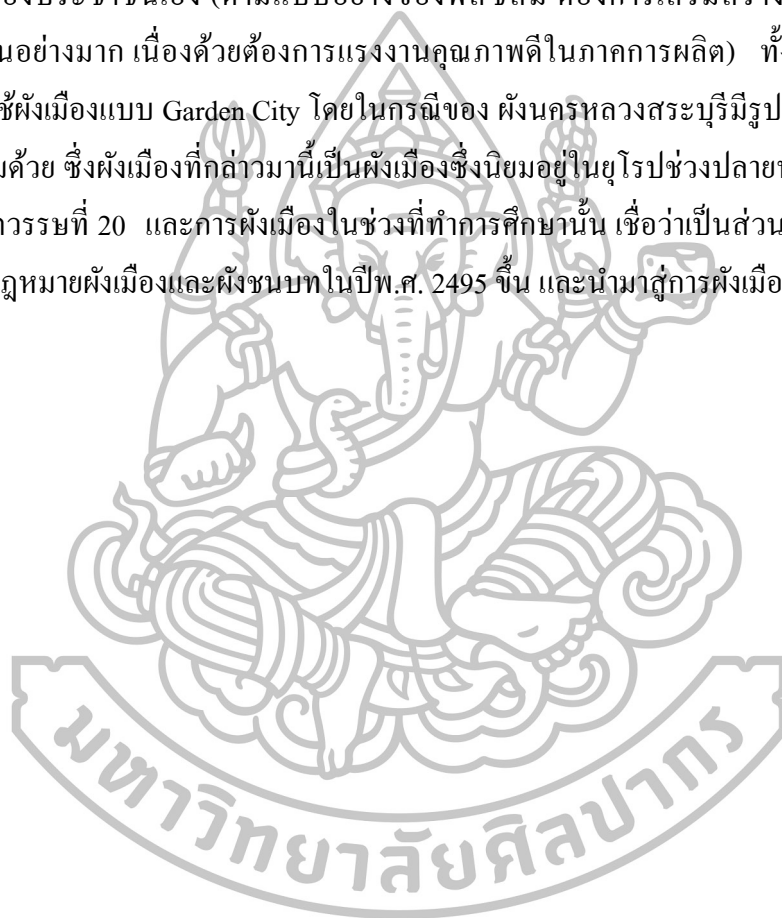 ของประชาชนเอง (ตามแบบอย่างของฟลัซิสม์ ต้องการเสริมสร้าง
นอย่างมาก เนื่องด้วยต้องการแรงงานคุณภาพดีในภาคการผลิต) ทั้
ช้ผังเมืองแบบ Garden City โดยในกรณีของ ผังนครหลวงสระบุรีมีรูป
มด้วย ซึ่งผังเมืองที่กล่าวมานี้เป็นผังเมืองซึ่งนิยมอยู่ในยุโรปช่วงปลาย
วรรษที่ 20 และการผังเมืองในช่วงที่ทำการศึกษานั้น เชื่อว่าเป็นส่วน
ฎหมายผังเมืองและผังชนบทในปีพ.ศ. 2495 ขึ้น และนำมาสู่การผังเมือ
มหาวิทยาลัยศิลปากร